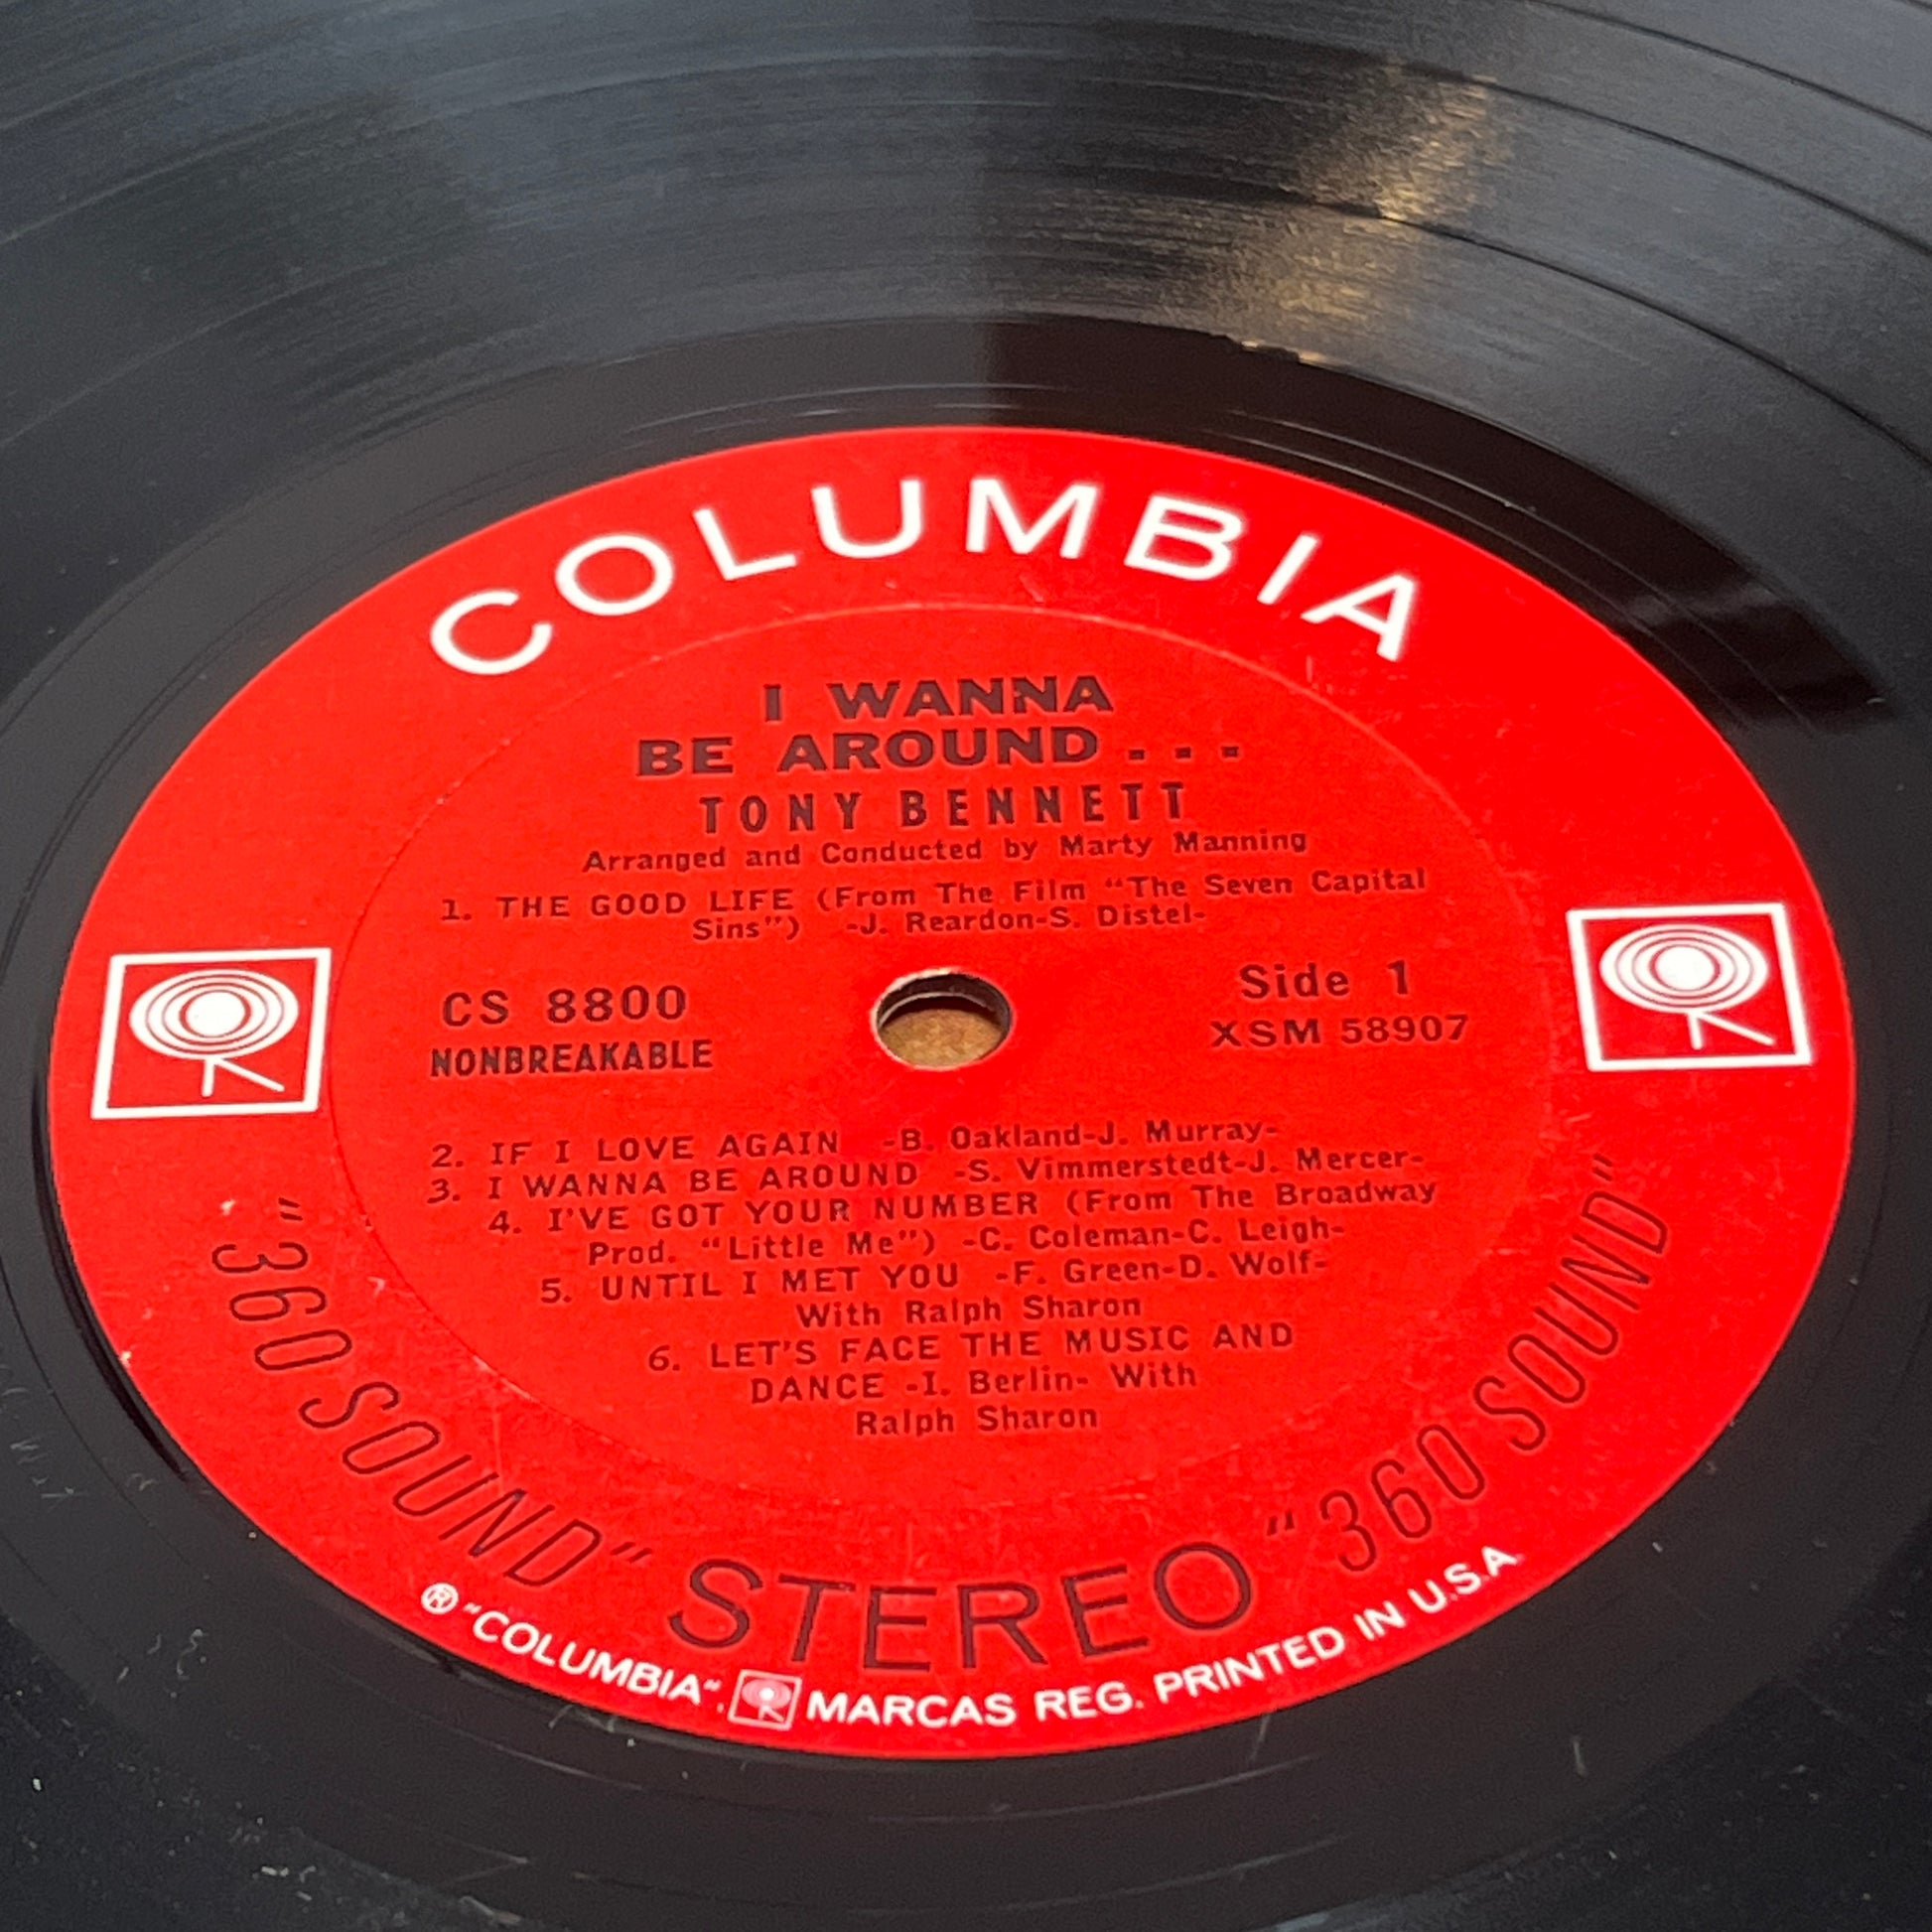 COLUMBIA
I WANNA
BE AROUND...
TONY BENNETT
Arranged and Conducted by Marty Manning
1. THE GOOD LIFE (From The Film "The Seven Capital
Sins") -J. Reardon-S. Distel-
CS 8800
NONBREAKABLE
Side 1
XSM 58907
2. IF I LOVE AGAIN -B. Oakland-J. Murray-
3. I WANNA BE AROUND -S. Vimmerstedt-J. Mercer-
4. I'VE GOT YOUR NUMBER (From The Broadway
Prod. "Little Me") -C. Coleman-C. Leigh-
5. UNTIL I MET YOU -F. Green-D. Wolf-
With Ralph Sharon
6. LET'S FACE THE MUSIC AND
DANCE -I. Berlin- With
Ralph Sharon
"360 SOUND" STEREO "360 SOUND"
® "COLUMBIA", MARCAS REG. PRINTED IN U.S.A.